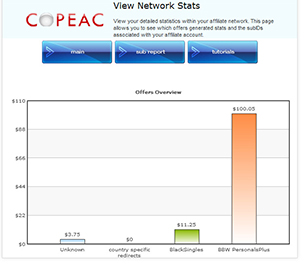 View Network Stats
COPEAC
View your detailed statistics within your affiliate network. This page
allows you to see which offers generated stats and the subIDs
associated with your affiliate account.
main
sub report
tutorials
Offers Overview
$110
$88
$66
$44
$22
$0
$3.75
$0
$11.25
$100.05
Unknown
country specific
redirects
BlackSingles
BBW PersonalsPlus